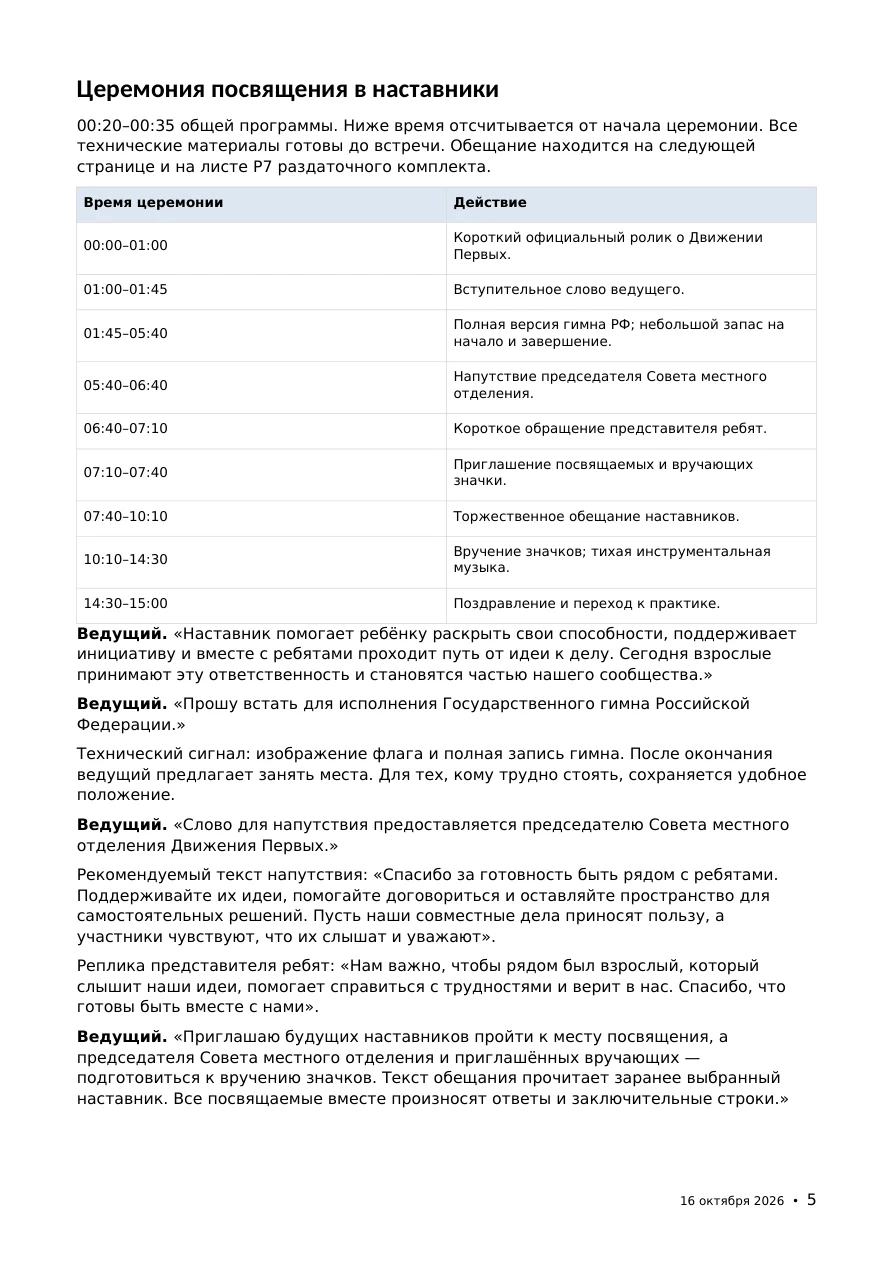 Церемония посвящения в наставники
00:20–00:35 общей программы. Ниже время отсчитывается от начала церемонии. Все
технические материалы готовы до встречи. Обещание находится на следующей
странице и на листе Р7 раздаточного комплекта.
Время церемонии Действие
00:00–01:00 Короткий официальный ролик о Движении
Первых.
01:00–01:45 Вступительное слово ведущего.
01:45–05:40 Полная версия гимна РФ; небольшой запас на
начало и завершение.
05:40–06:40 Напутствие председателя Совета местного
отделения.
06:40–07:10 Короткое обращение представителя ребят.
07:10–07:40 Приглашение посвящаемых и вручающих
значки.
07:40–10:10 Торжественное обещание наставников.
10:10–14:30 Вручение значков; тихая инструментальная
музыка.
14:30–15:00 Поздравление и переход к практике.
Ведущий. «Наставник помогает ребёнку раскрыть свои способности, поддерживает
инициативу и вместе с ребятами проходит путь от идеи к делу. Сегодня взрослые
принимают эту ответственность и становятся частью нашего сообщества.»
Ведущий. «Прошу встать для исполнения Государственного гимна Российской
Федерации.»
Технический сигнал: изображение флага и полная запись гимна. После окончания
ведущий предлагает занять места. Для тех, кому трудно стоять, сохраняется удобное
положение.
Ведущий. «Слово для напутствия предоставляется председателю Совета местного
отделения Движения Первых.»
Рекомендуемый текст напутствия: «Спасибо за готовность быть рядом с ребятами.
Поддерживайте их идеи, помогайте договориться и оставляйте пространство для
самостоятельных решений. Пусть наши совместные дела приносят пользу, а
участники чувствуют, что их слышат и уважают».
Реплика представителя ребят: «Нам важно, чтобы рядом был взрослый, который
слышит наши идеи, помогает справиться с трудностями и верит в нас. Спасибо, что
готовы быть вместе с нами».
Ведущий. «Приглашаю будущих наставников пройти к месту посвящения, а
председателя Совета местного отделения и приглашённых вручающих —
подготовиться к вручению значков. Текст обещания прочитает заранее выбранный
наставник. Все посвящаемые вместе произносят ответы и заключительные строки.»
16 октября 2026 • 5